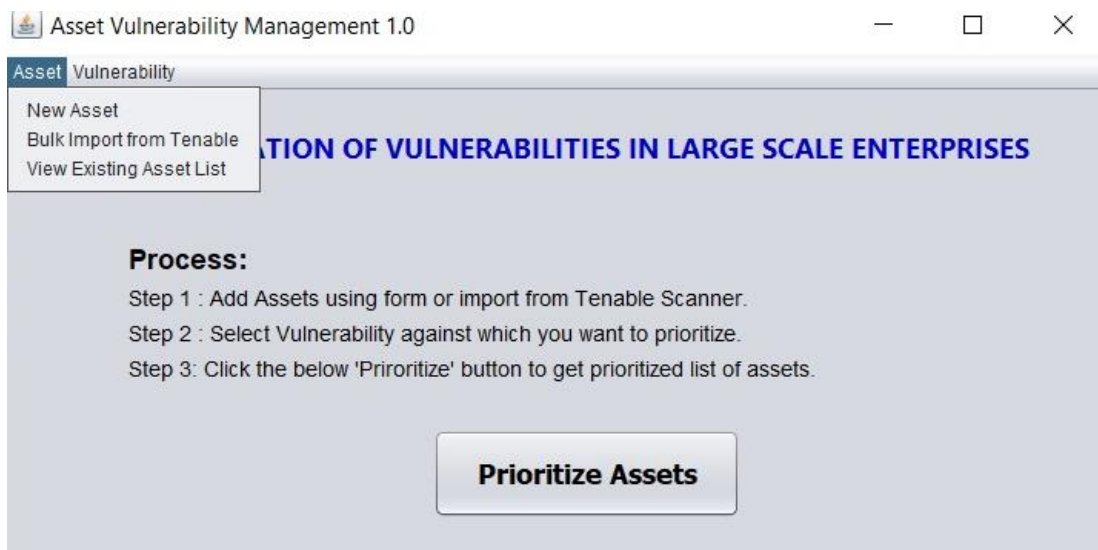 Asset Vulnerability Management 1.0
Asset Vulnerability
New Asset
Bulk Import from Tenable
View Existing Asset List
TION OF VULNERABILITIES IN LARGE SCALE ENTERPRISES
Process:
Step 1 : Add Assets using form or import from Tenable Scanner.
Step 2 : Select Vulnerability against which you want to prioritize.
Step 3: Click the below 'Priroritize' button to get prioritized list of assets.
Prioritize Assets